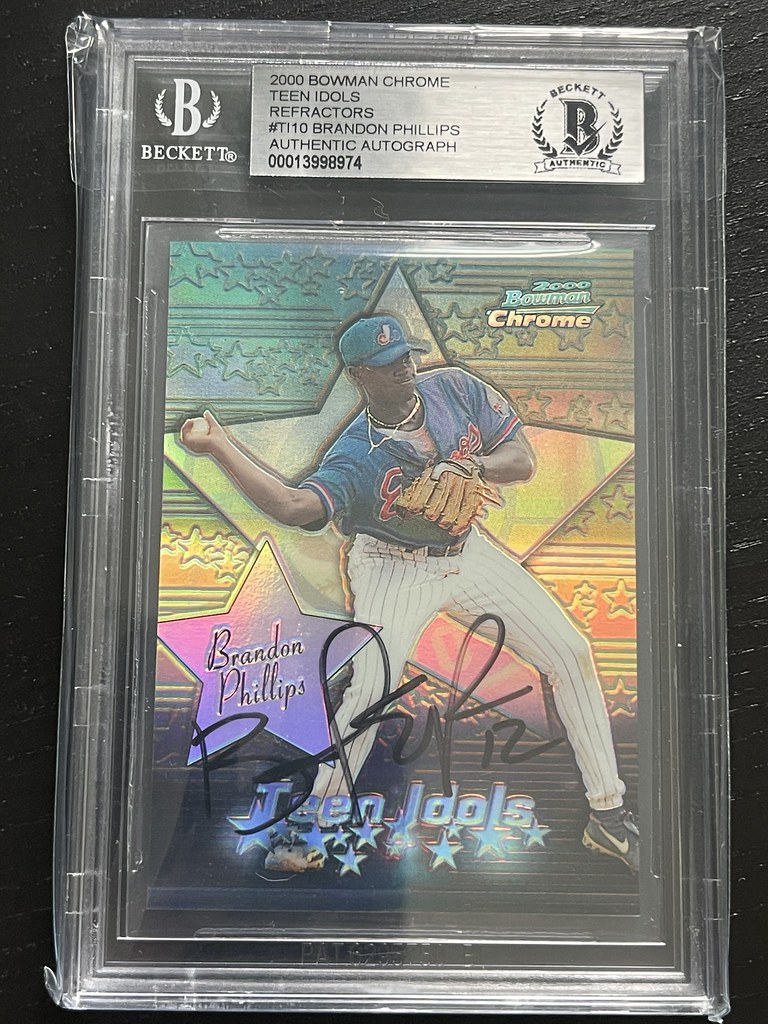 B
BECKETT®
2000 BOWMAN CHROME
TEEN IDOLS
REFRACTORS
#TI10 BRANDON PHILLIPS
AUTHENTIC AUTOGRAPH
00013998974
BECKETT
B
AUTHENTIC
2000
Bowman
Chrome
Brandon
Phillips
12
Teen Idols